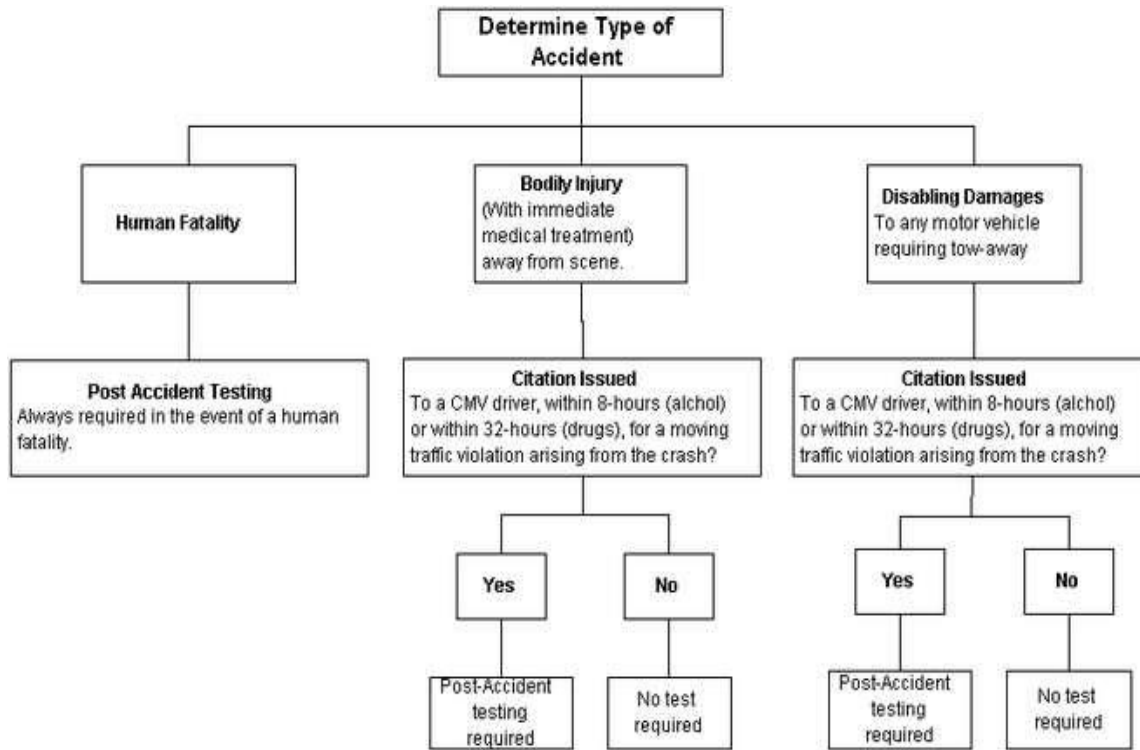 Determine Type of
Accident
Human Fatality
Bodily Injury
(With immediate
medical treatment)
away from scene.
Disabling Damages
To any motor vehicle
requiring tow-away
Post Accident Testing
Always required in the event of a human
fatality.
Citation Issued
To a CMV driver, within 8-hours (alchol)
or within 32-hours (drugs), for a moving
traffic violation arising from the crash?
Citation Issued
To a CMV driver, within 8-hours (alchol)
or within 32-hours (drugs), for a moving
traffic violation arising from the crash?
Yes
No
Yes
No
Post-Accident
testing
required
No test
required
Post-Accident
testing
required
No test
required